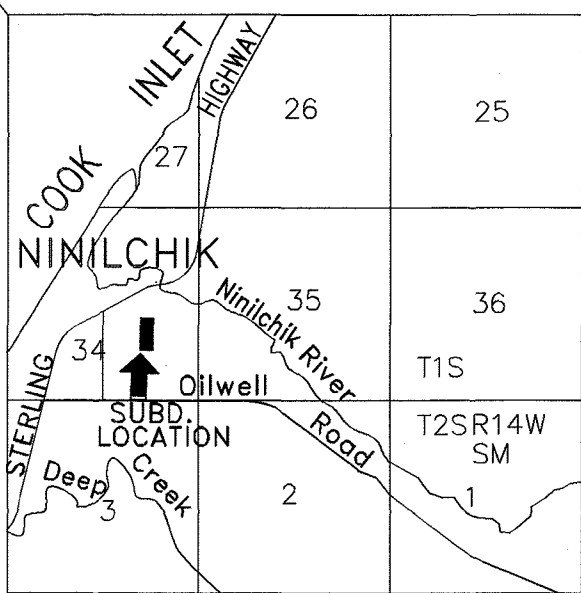 COOK INLET
HIGHWAY
26
25
27
NINILCHIK
Ninilchik River
35
36
34
T1S
Oilwell Road
SUBD.
LOCATION
T2SR14W
SM
STERLING
Deep Creek
3
2
1